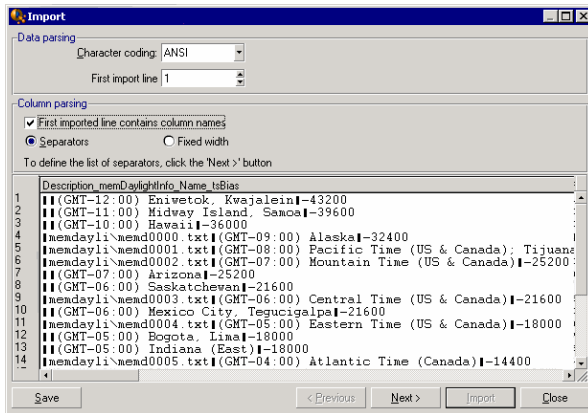 Import
Data parsing
Character coding: ANSI
First import line 1
Column parsing
First imported line contains column names
Separators Fixed width
To define the list of separators, click the 'Next >' button
Description_memDaylightInfo_Name_tsBias
1 ▌▌(GMT-12:00) Eniwetok, Kwajalein▌-43200
2 ▌▌(GMT-11:00) Midway Island, Samoa▌-39600
3 ▌▌(GMT-10:00) Hawaii▌-36000
4 ▌memdayli\memd0000.txt▌(GMT-09:00) Alaska▌-32400
5 ▌memdayli\memd0001.txt▌(GMT-08:00) Pacific Time (US & Canada); Tijuana
6 ▌memdayli\memd0002.txt▌(GMT-07:00) Mountain Time (US & Canada)▌-25200
7 ▌▌(GMT-07:00) Arizona▌-25200
8 ▌▌(GMT-06:00) Saskatchewan▌-21600
9 ▌memdayli\memd0003.txt▌(GMT-06:00) Central Time (US & Canada)▌-21600
10 ▌▌(GMT-06:00) Mexico City, Tegucigalpa▌-21600
11 ▌memdayli\memd0004.txt▌(GMT-05:00) Eastern Time (US & Canada)▌-18000
12 ▌▌(GMT-05:00) Bogota, Lima▌-18000
13 ▌▌(GMT-05:00) Indiana (East)▌-18000
14 ▌memdayli\memd0005.txt▌(GMT-04:00) Atlantic Time (Canada)▌-14400
Save < Previous Next > Import Close